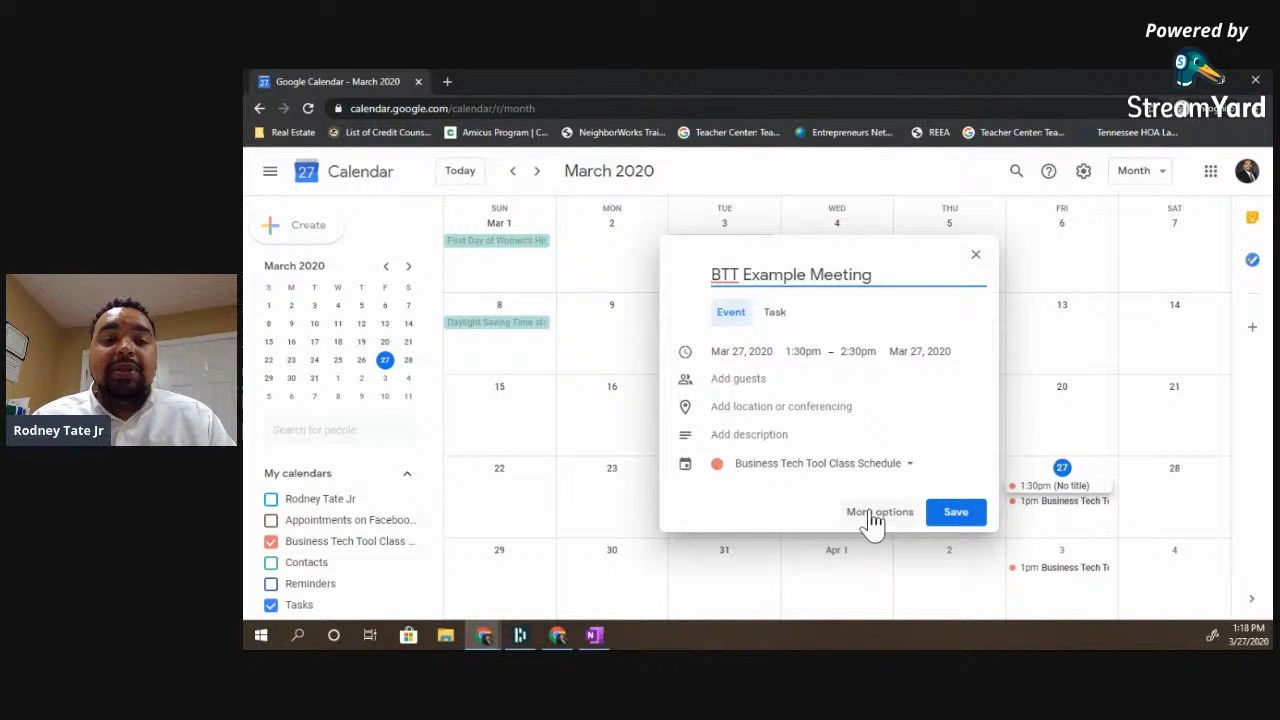 Powered by
StreamYard
Google Calendar - March 2020
calendar.google.com/calendar/r/month
Real Estate
List of Credit Couns...
Amicus Program | C...
NeighborWorks Trai...
Teacher Center: Tea...
Entrepreneurs Net...
REEA
Teacher Center: Tea...
Tennessee HOA La...
27
Calendar
Today
March 2020
Month
Create
March 2020
S M T W T F S
1 2 3 4 5 6 7
8 9 10 11 12 13 14
15 16 17 18 19 20 21
22 23 24 25 26 27 28
29 30 31 1 2 3 4
5 6 7 8 9 10 11
Search for people
My calendars
Rodney Tate Jr
Appointments on Faceboo...
Business Tech Tool Class ...
Contacts
Reminders
Tasks
SUN MON TUE WED THU FRI SAT
Mar 1 2 3 4 5 6 7
First Day of Women's His
8 9 13 14
Daylight Saving Time sta
15 16 20 21
22 23 27 28
1:30pm (No title)
1pm Business Tech T
29 30 31 Apr 1 2 3 4
1pm Business Tech T
BTT Example Meeting
Event Task
Mar 27, 2020 1:30pm – 2:30pm Mar 27, 2020
Add guests
Add location or conferencing
Add description
Business Tech Tool Class Schedule
More options
Save
Rodney Tate Jr
1:18 PM
3/27/2020